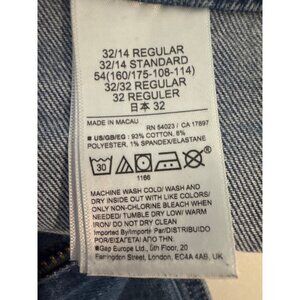 32/14 REGULAR
32/14 STANDARD
54(160/175-108-114)
32/32 REGULAR
32 REGULER
日本 32
MADE IN MACAU
RN 54023 / CA 17897
■ US/GB/EG : 93% COTTON, 6%
POLYESTER, 1% SPANDEX/ELASTANE
30
1166
MACHINE WASH COLD/ WASH AND
DRY INSIDE OUT WITH LIKE COLORS/
ONLY NON-CHLORINE BLEACH WHEN
NEEDED/ TUMBLE DRY LOW/ WARM
IRON/ DO NOT DRY CLEAN
Imported by/Importé Par/DISTRIBUIDO
POR/ΕΙΣΑΓΕΤΑΙ ΑΠΟ ΤΗΝ
■Gap Europe Ltd., 5th Floor, 20
Farringdon Street, London, EC4A 4AB, UK